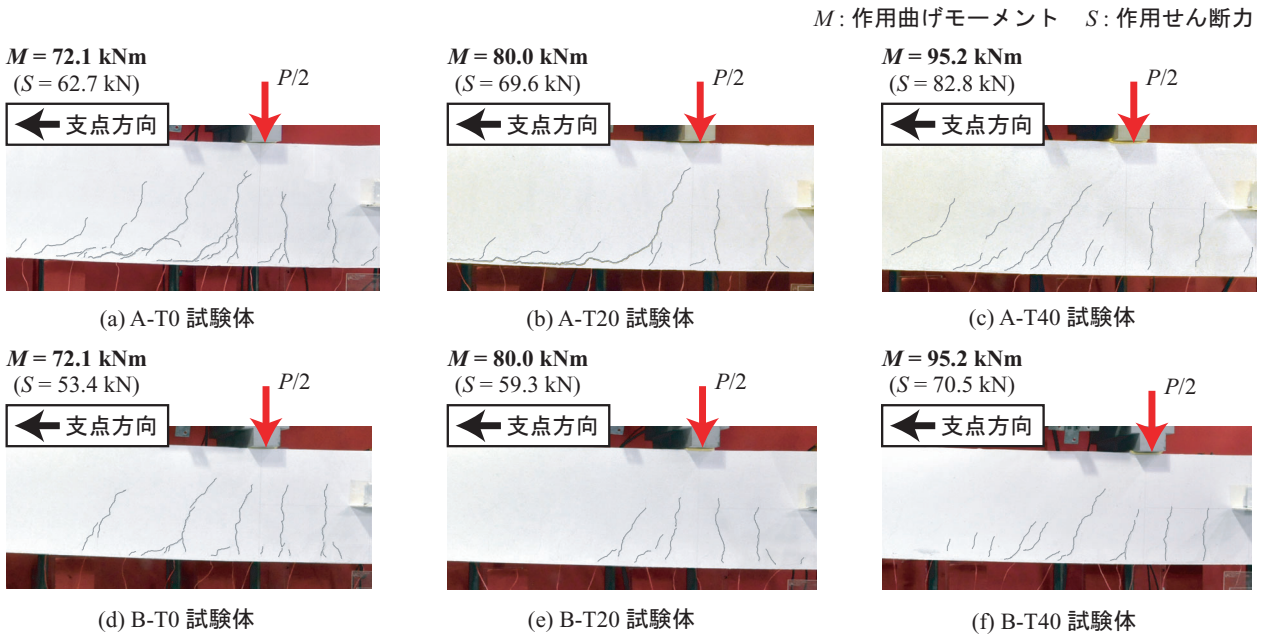 M : 作用曲げモーメント S : 作用せん断力
M = 72.1 kNm
(S = 62.7 kN)
P/2
支点方向
(a) A-T0 試験体
M = 80.0 kNm
(S = 69.6 kN)
P/2
支点方向
(b) A-T20 試験体
M = 95.2 kNm
(S = 82.8 kN)
P/2
支点方向
(c) A-T40 試験体
M = 72.1 kNm
(S = 53.4 kN)
P/2
支点方向
(d) B-T0 試験体
M = 80.0 kNm
(S = 59.3 kN)
P/2
支点方向
(e) B-T20 試験体
M = 95.2 kNm
(S = 70.5 kN)
P/2
支点方向
(f) B-T40 試験体